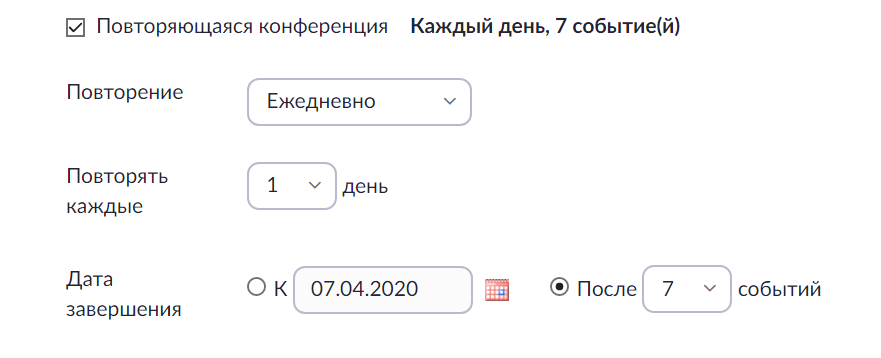 Повторяющаяся конференция Каждый день, 7 событие(й)
Повторение Ежедневно
Повторять каждые 1 день
Дата завершения К 07.04.2020 После 7 событий